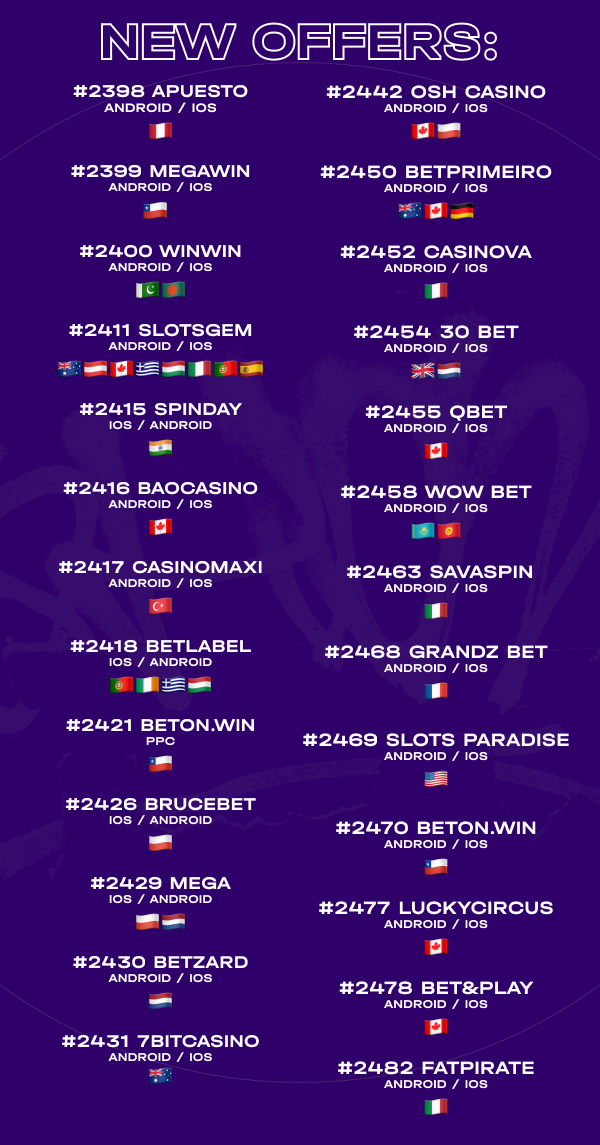 NEW OFFERS:
#2398 APUESTO
ANDROID / IOS
#2399 MEGAWIN
ANDROID / IOS
#2400 WINWIN
ANDROID / IOS
#2411 SLOTSGEM
ANDROID / IOS
#2415 SPINDAY
IOS / ANDROID
#2416 BAOCASINO
ANDROID / IOS
#2417 CASINOMAXI
ANDROID / IOS
#2418 BETLABEL
IOS / ANDROID
#2421 BETON.WIN
PPC
#2426 BRUCEBET
IOS / ANDROID
#2429 MEGA
IOS / ANDROID
#2430 BETZARD
ANDROID / IOS
#2431 7BITCASINO
ANDROID / IOS
#2442 OSH CASINO
ANDROID / IOS
#2450 BETPRIMEIRO
ANDROID / IOS
#2452 CASINOVA
ANDROID / IOS
#2454 30 BET
ANDROID / IOS
#2455 QBET
ANDROID / IOS
#2458 WOW BET
ANDROID / IOS
#2463 SAVASPIN
ANDROID / IOS
#2468 GRANDZ BET
ANDROID / IOS
#2469 SLOTS PARADISE
ANDROID / IOS
#2470 BETON.WIN
ANDROID / IOS
#2477 LUCKYCIRCUS
ANDROID / IOS
#2478 BET&PLAY
ANDROID / IOS
#2482 FATPIRATE
ANDROID / IOS